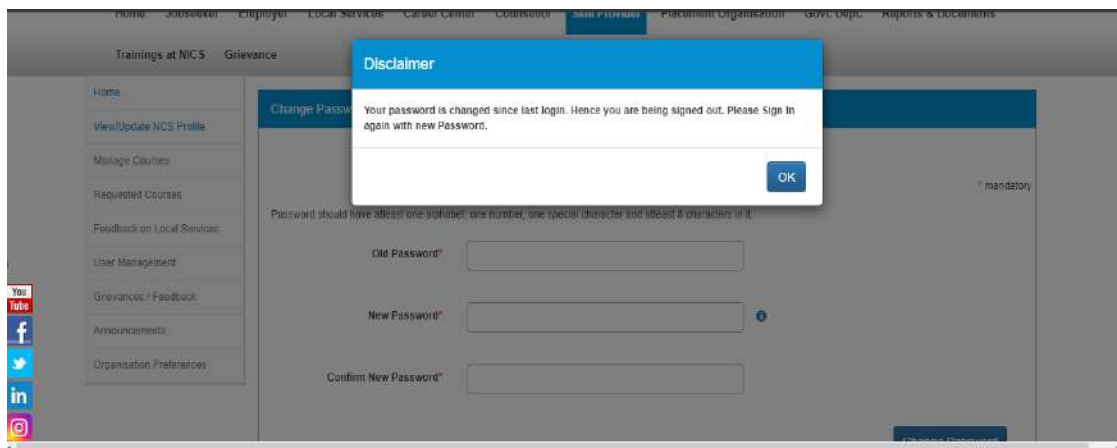 Home Jobseeker Employer Local Services Career Center Counsellor Skill Provider Placement Organisation Govt. Dept. Reports & Documents
Trainings at NICS Grievance
Disclaimer
Your password is changed since last login. Hence you are being signed out. Please Sign In
again with new Password.
OK
Home
View/Update NCS Profile
Manage Courses
Requested Courses
Feedback on Local Services
User Management
Grievances / Feedback
Announcements
Organisation Preferences
Change Passw
* mandatory
Password should have atleast one alphabet, one number, one special character and atleast 8 characters in it.
Old Password*
New Password*
Confirm New Password*
Change Password
You
Tube
f
in